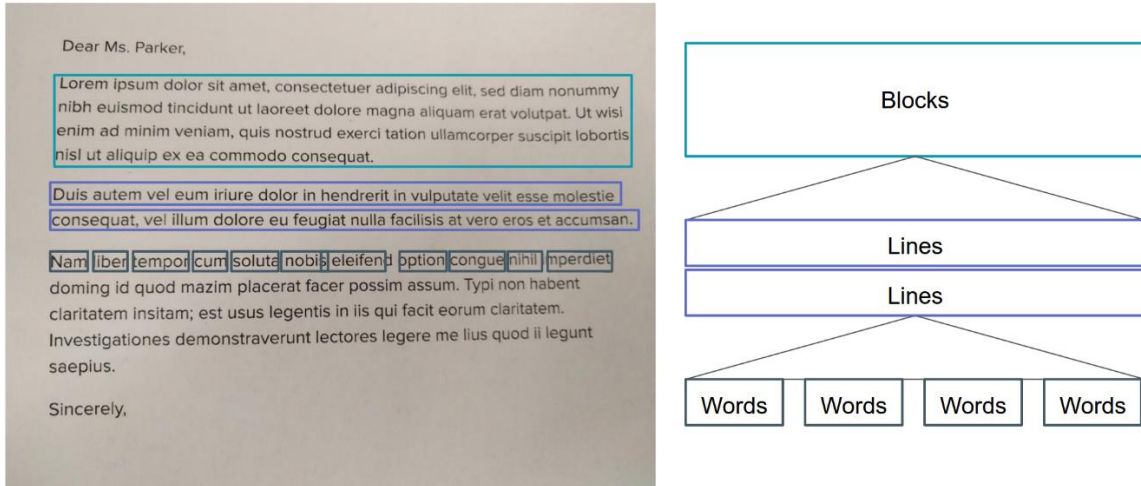 Dear Ms. Parker,
Lorem ipsum dolor sit amet, consectetuer adipiscing elit, sed diam nonummy
nibh euismod tincidunt ut laoreet dolore magna aliquam erat volutpat. Ut wisi
enim ad minim veniam, quis nostrud exerci tation ullamcorper suscipit lobortis
nisl ut aliquip ex ea commodo consequat.
Duis autem vel eum iriure dolor in hendrerit in vulputate velit esse molestie
consequat, vel illum dolore eu feugiat nulla facilisis at vero eros et accumsan.
Nam liber tempor cum soluta nobis eleifend option congue nihil imperdiet
doming id quod mazim placerat facer possim assum. Typi non habent
claritatem insitam; est usus legentis in iis qui facit eorum claritatem.
Investigationes demonstraverunt lectores legere me lius quod ii legunt
saepius.
Sincerely,
Blocks
Lines
Lines
Words Words Words Words